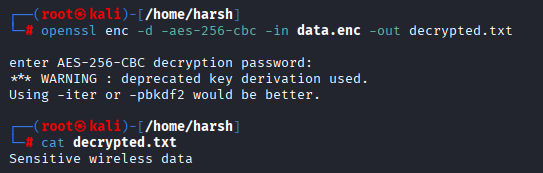 ┌──(root㉿kali)-[/home/harsh]
└─# openssl enc -d -aes-256-cbc -in data.enc -out decrypted.txt
enter AES-256-CBC decryption password:
*** WARNING : deprecated key derivation used.
Using -iter or -pbkdf2 would be better.
┌──(root㉿kali)-[/home/harsh]
└─# cat decrypted.txt
Sensitive wireless data